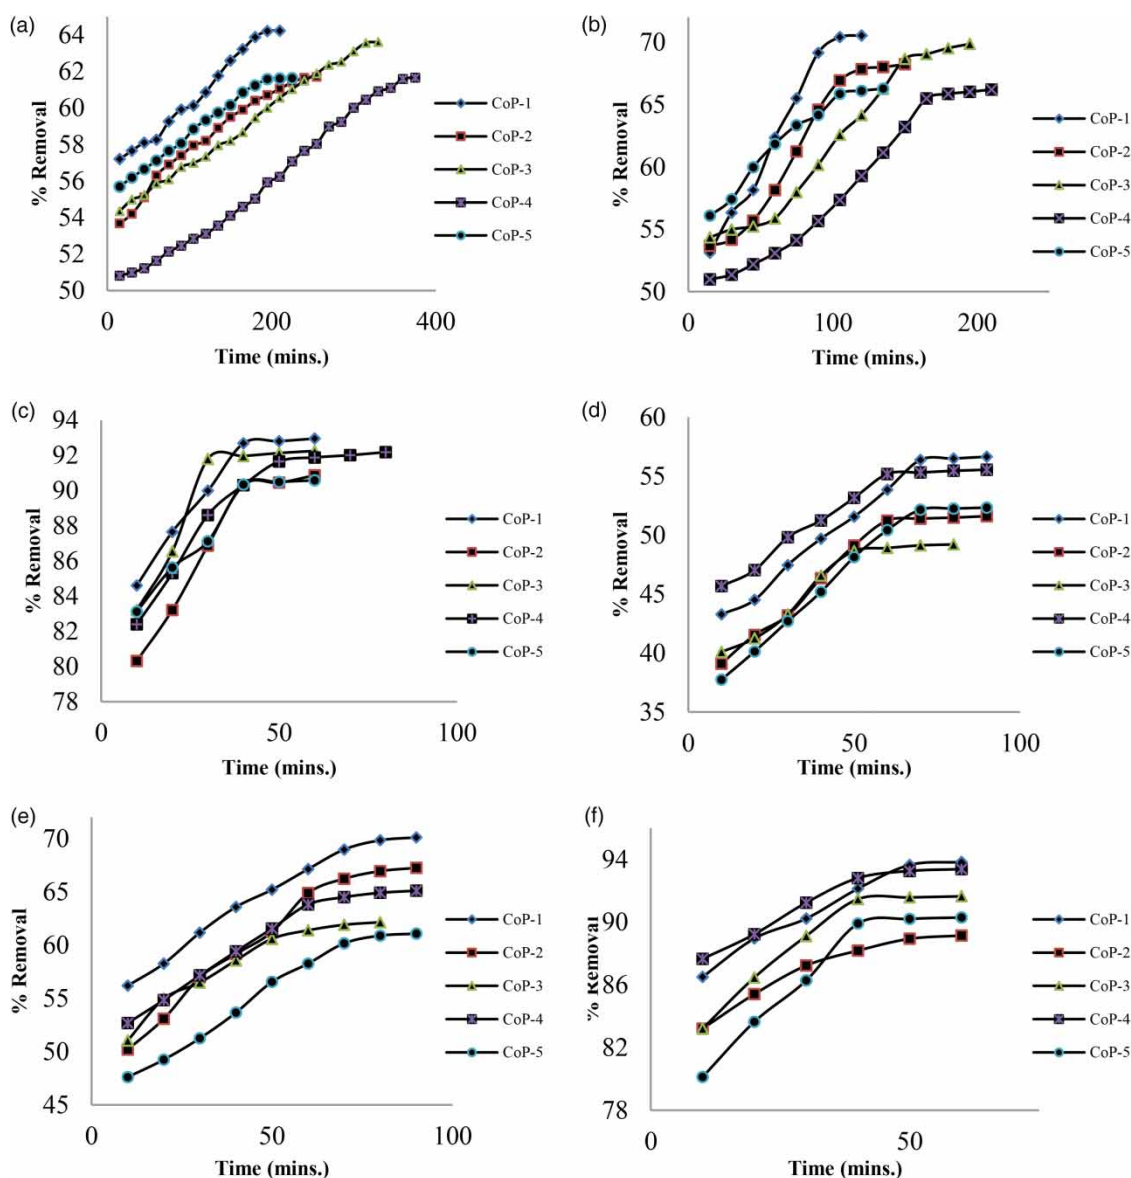 (a)
64
62
60
58
56
54
52
50
% Removal
0
200
400
Time (mins.)
CoP-1
CoP-2
CoP-3
CoP-4
CoP-5
(b)
70
65
60
55
50
% Removal
0
100
200
Time (mins.)
CoP-1
CoP-2
CoP-3
CoP-4
CoP-5
(c)
94
92
90
88
86
84
82
80
78
% Removal
0
50
100
Time (mins.)
CoP-1
CoP-2
CoP-3
CoP-4
CoP-5
(d)
60
55
50
45
40
35
% Removal
0
50
100
Time (mins.)
CoP-1
CoP-2
CoP-3
CoP-4
CoP-5
(e)
70
65
60
55
50
45
% Removal
0
50
100
Time (mins.)
CoP-1
CoP-2
CoP-3
CoP-4
CoP-5
(f)
94
90
86
82
78
% Removal
0
50
Time (mins.)
CoP-1
CoP-2
CoP-3
CoP-4
CoP-5